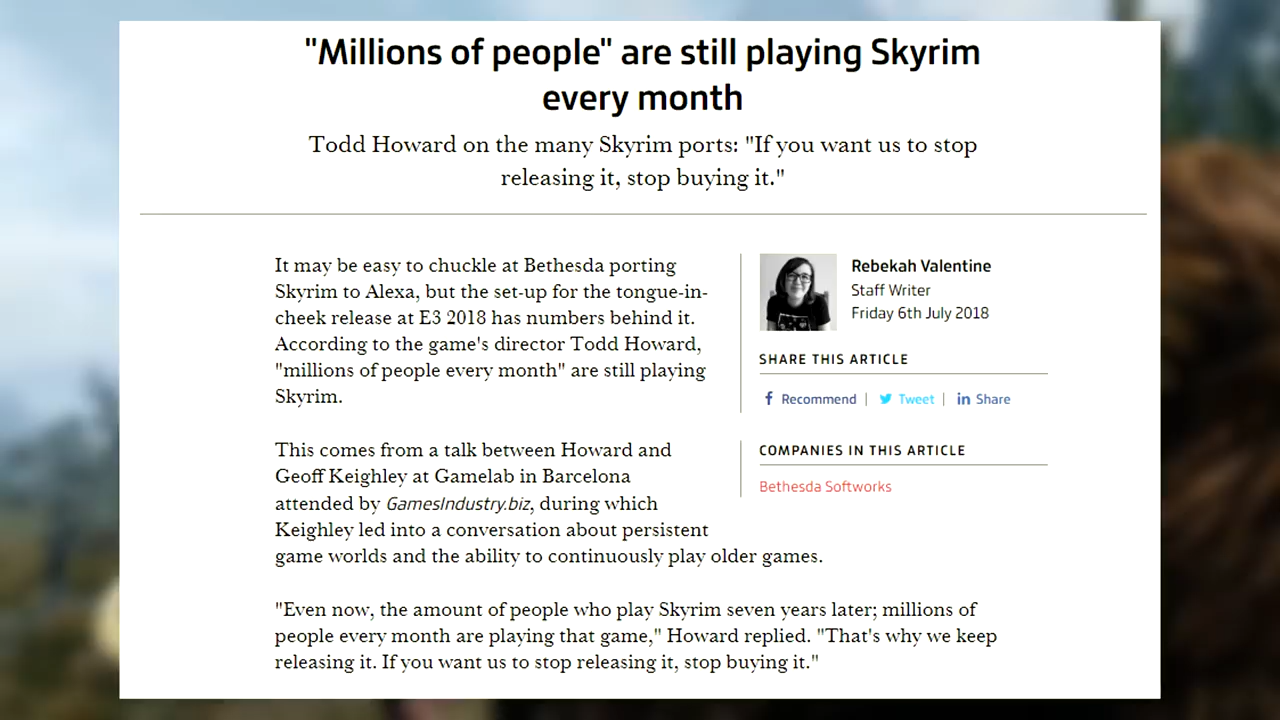 "Millions of people" are still playing Skyrim
every month
Todd Howard on the many Skyrim ports: "If you want us to stop
releasing it, stop buying it."
It may be easy to chuckle at Bethesda porting
Skyrim to Alexa, but the set-up for the tongue-in-
cheek release at E3 2018 has numbers behind it.
According to the game's director Todd Howard,
"millions of people every month" are still playing
Skyrim.
This comes from a talk between Howard and
Geoff Keighley at Gamelab in Barcelona
attended by GamesIndustry.biz, during which
Keighley led into a conversation about persistent
game worlds and the ability to continuously play older games.
"Even now, the amount of people who play Skyrim seven years later; millions of
people every month are playing that game," Howard replied. "That's why we keep
releasing it. If you want us to stop releasing it, stop buying it."
Rebekah Valentine
Staff Writer
Friday 6th July 2018
SHARE THIS ARTICLE
Recommend
Tweet
Share
COMPANIES IN THIS ARTICLE
Bethesda Softworks